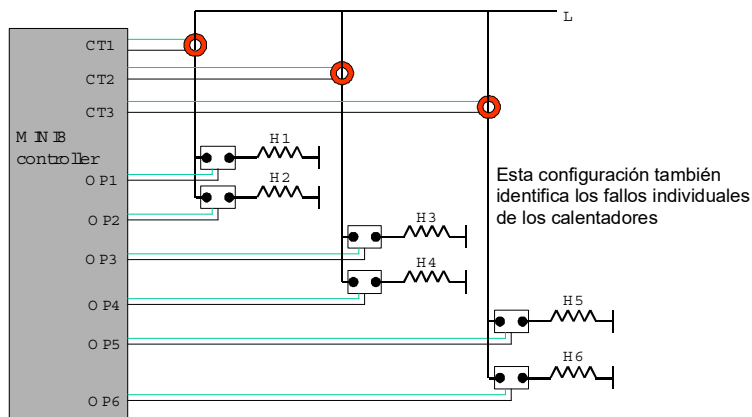 L
CT1
CT2
CT3
MINI8
controller
H1
OP1
H2
OP2
H3
OP3
H4
OP4
H5
OP5
H6
OP6
Esta configuración también
identifica los fallos individuales
de los calentadores